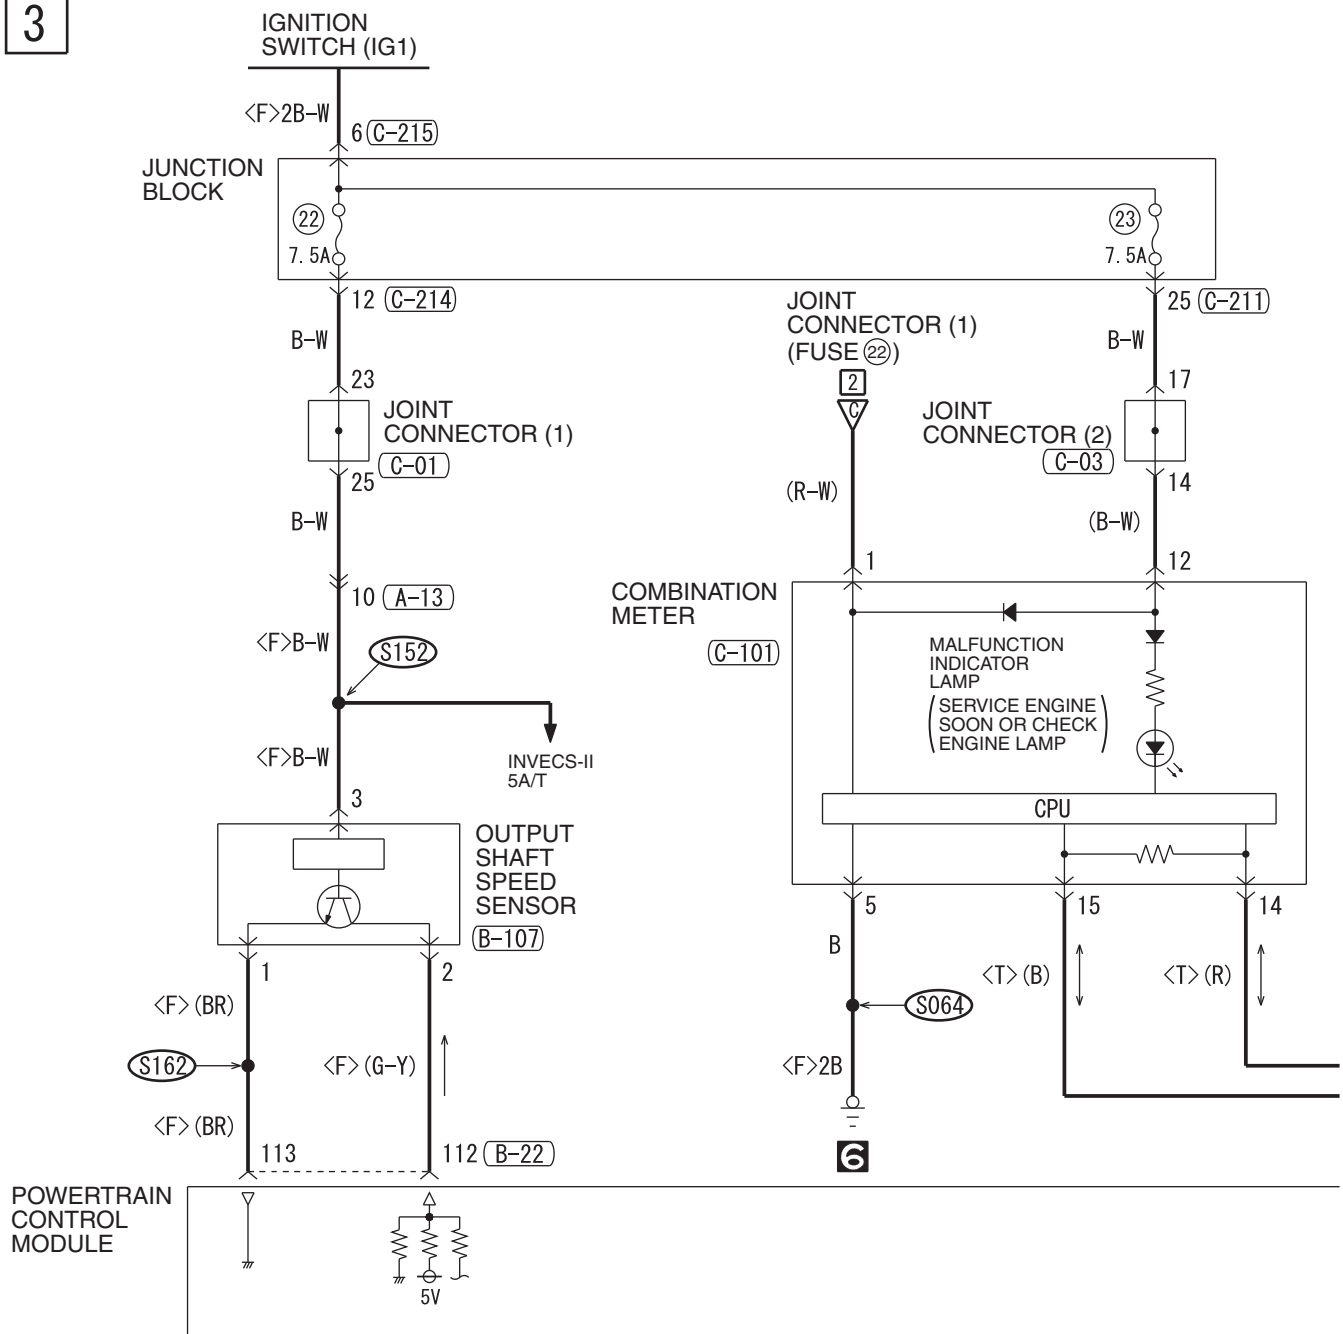 3
IGNITION
SWITCH (IG1)
<F>2B-W
6 C-215
JUNCTION
BLOCK
22
7.5A
23
7.5A
12 C-214
25 C-211
JOINT
CONNECTOR (1)
(FUSE 22)
2
C
B-W
B-W
23
17
JOINT
CONNECTOR (1)
C-01
JOINT
CONNECTOR (2)
C-03
25
14
B-W
(R-W)
(B-W)
1
12
10 A-13
COMBINATION
METER
C-101
<F>B-W
S152
MALFUNCTION
INDICATOR
LAMP
(SERVICE ENGINE
SOON OR CHECK
ENGINE LAMP)
<F>B-W
INVECS-II
5A/T
3
CPU
OUTPUT
SHAFT
SPEED
SENSOR
B-107
5
15
14
1
2
B
<T>(B)
<T>(R)
<F>(BR)
S064
S162
<F>(G-Y)
<F>2B
<F>(BR)
113
112 B-22
6
POWERTRAIN
CONTROL
MODULE
5V